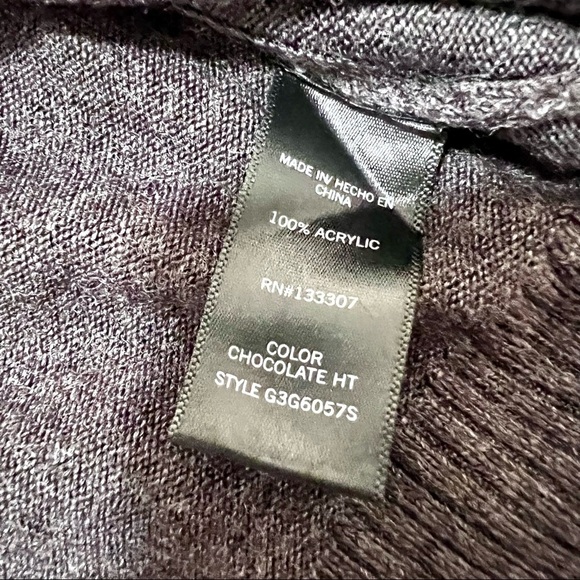 MADE IN/ HECHO EN
CHINA
100% ACRYLIC
RN#133307
COLOR
CHOCOLATE HT
STYLE G3G6057S